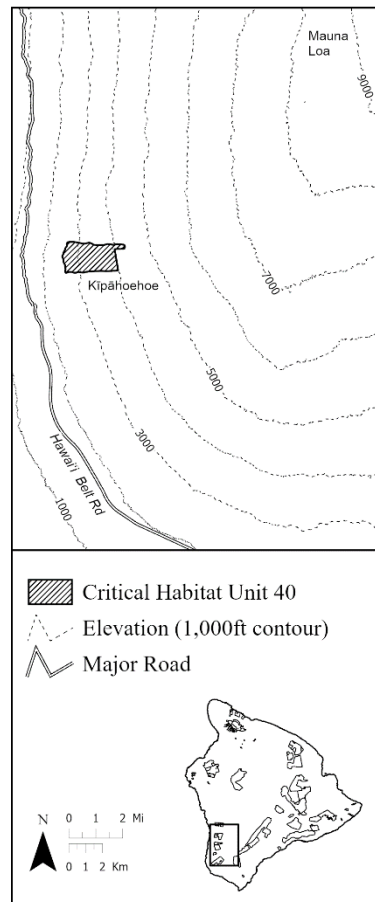 Mauna
Loa
9000
7000
Kīpāhoehoe
5000
3000
1000
Hawai'i Belt Rd
Critical Habitat Unit 40
Elevation (1,000ft contour)
Major Road
N
0 1 2 Mi
0 1 2 Km